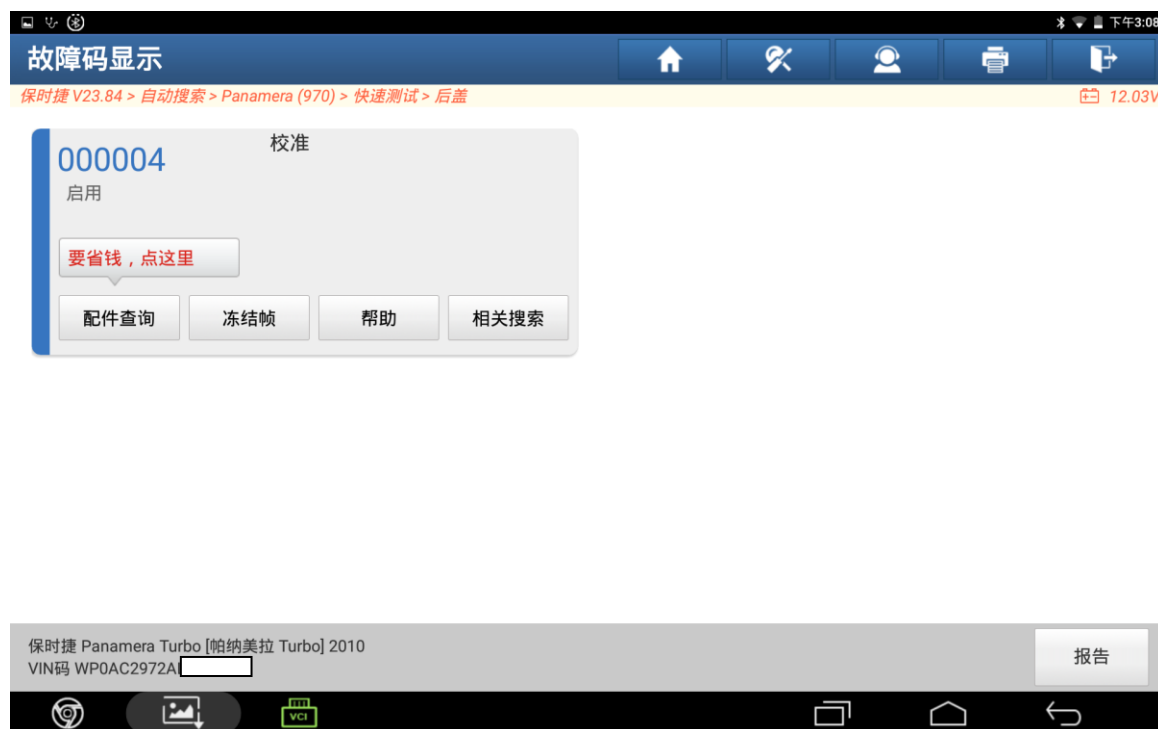 下午3:08
故障码显示
保时捷 V23.84 > 自动搜索 > Panamera (970) > 快速测试 > 后盖
12.03V
000004
校准
启用
要省钱，点这里
配件查询 冻结帧 帮助 相关搜索
保时捷 Panamera Turbo [帕纳美拉 Turbo] 2010
VIN码 WP0AC2972A
报告
VCI